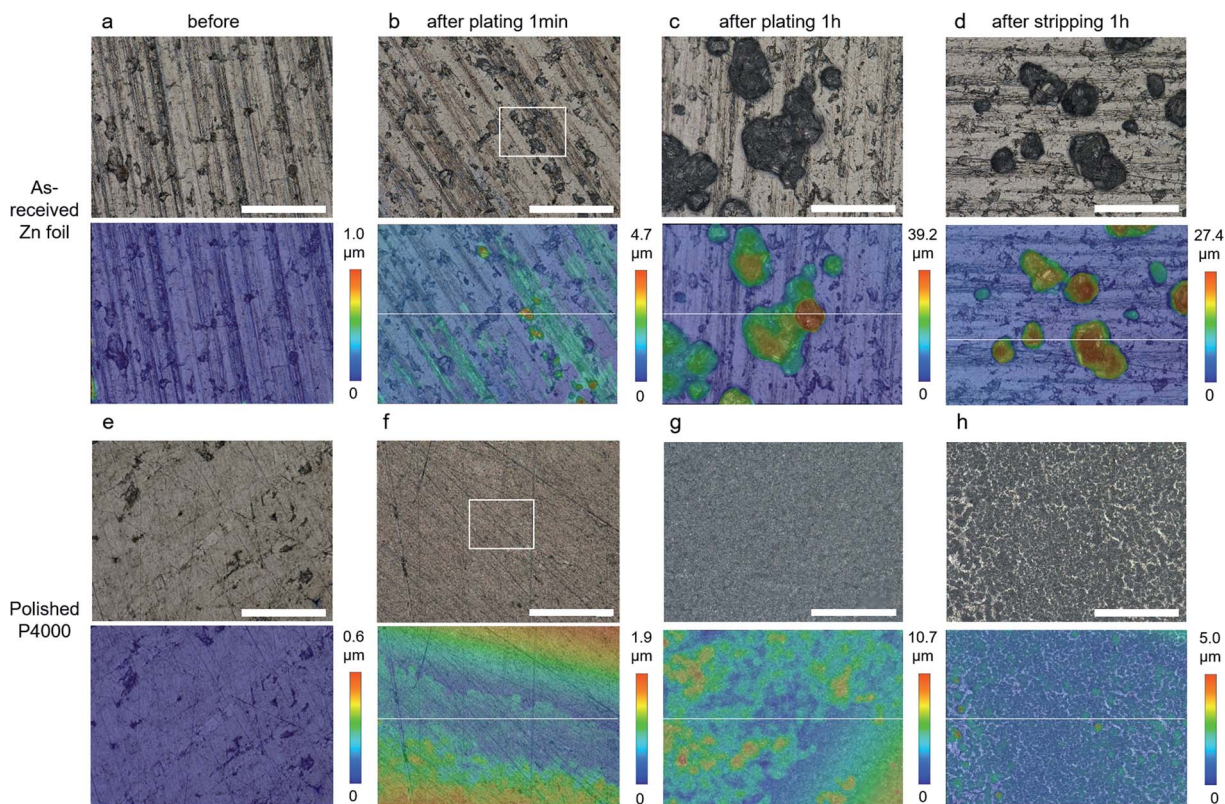 a before
b after plating 1min
c after plating 1h
d after stripping 1h
As-
received
Zn foil
1.0
µm
0
4.7
µm
0
39.2
µm
0
27.4
µm
0
e
f
g
h
Polished
P4000
0.6
µm
0
1.9
µm
0
10.7
µm
0
5.0
µm
0